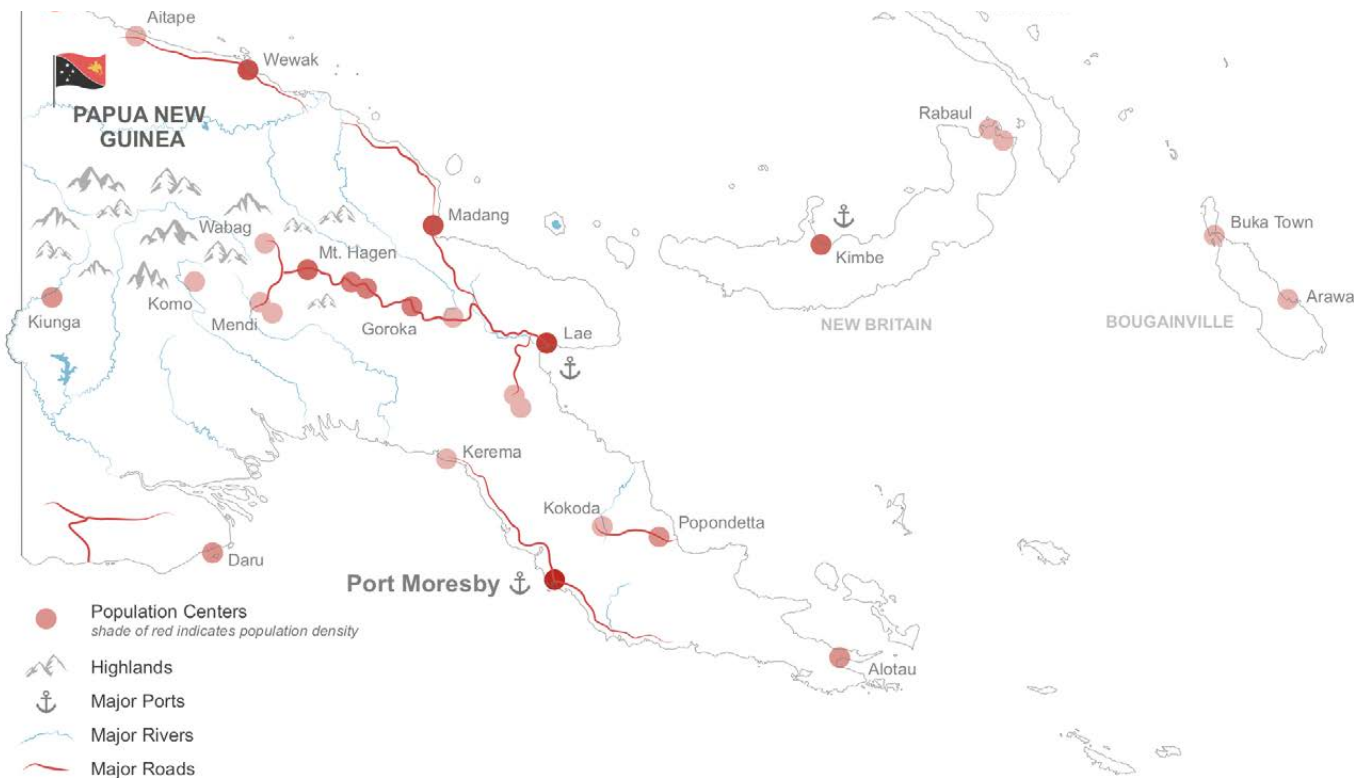 Aitape
Wewak
PAPUA NEW
GUINEA
Rabaul
Madang
Wabag
Mt. Hagen
Kimbe
Buka Town
Komo
Kiunga
Mendi
Goroka
Lae
NEW BRITAIN
BOUGAINVILLE
Arawa
Kerema
Kokoda
Popondetta
Daru
Port Moresby
Alotau
Population Centers
shade of red indicates population density
Highlands
Major Ports
Major Rivers
Major Roads